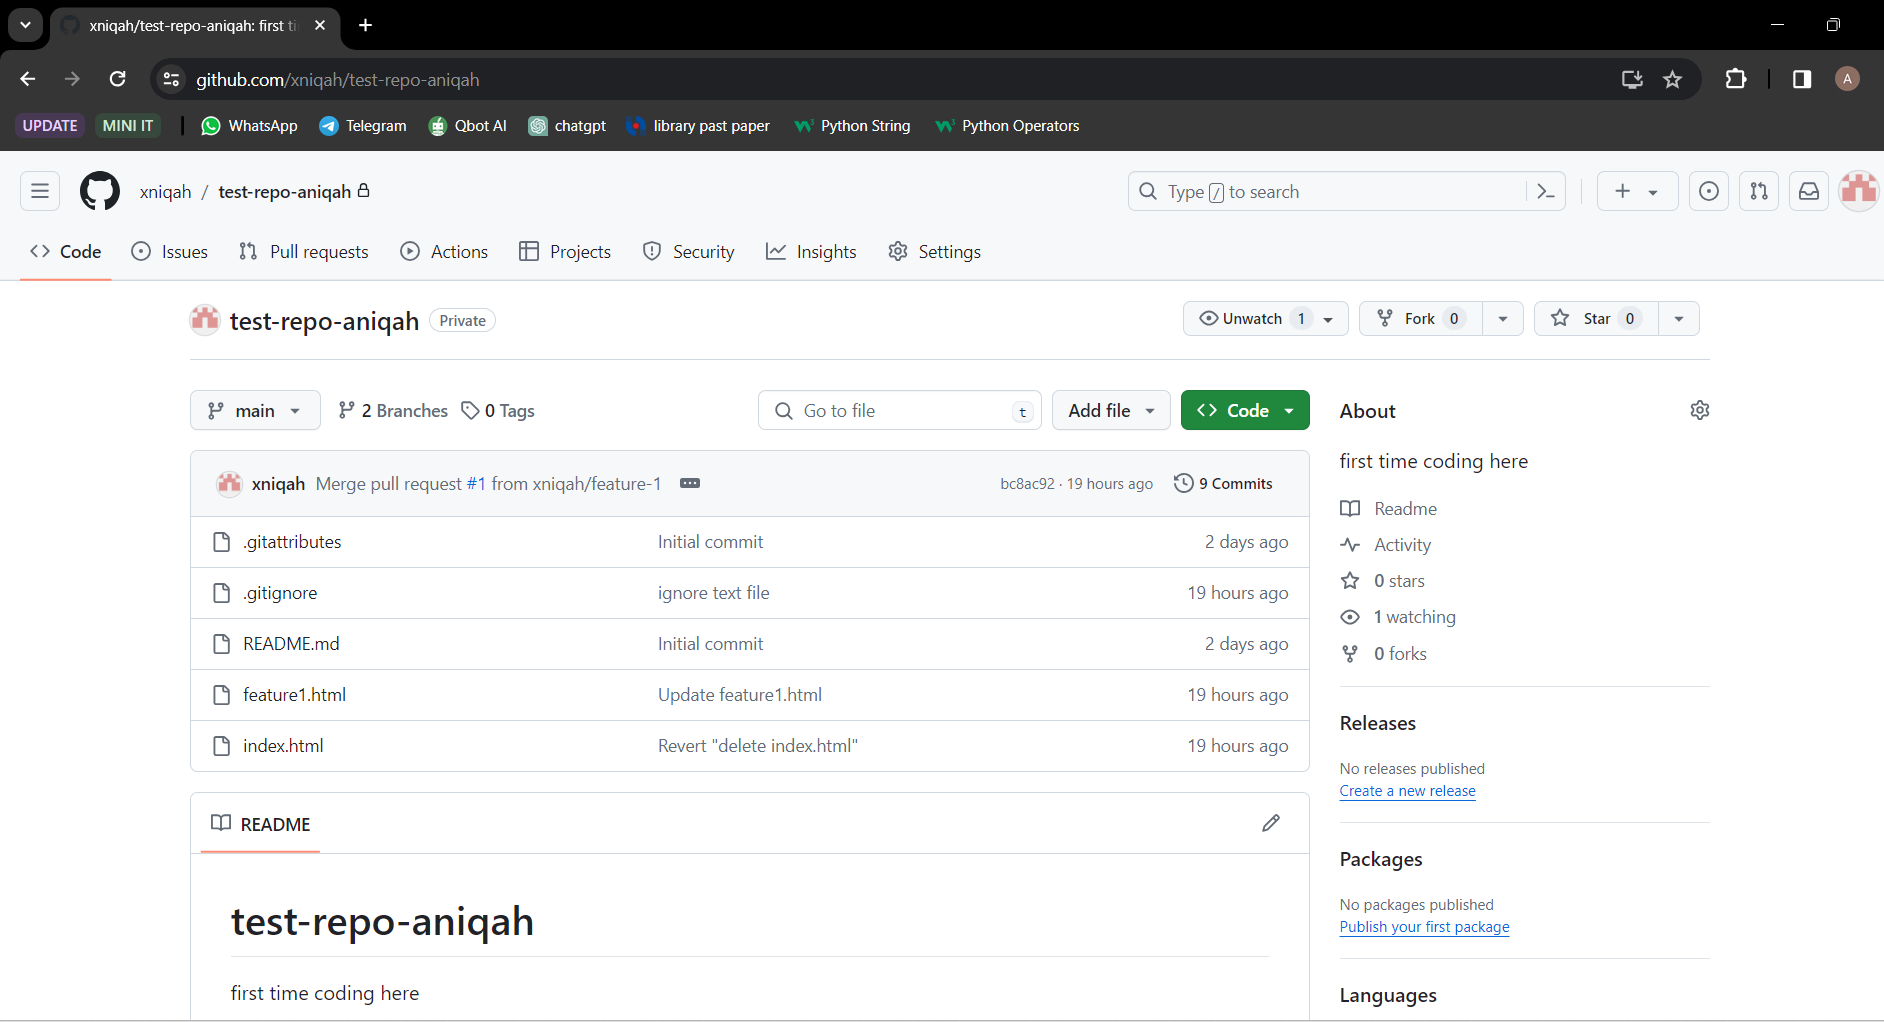 xniqah/test-repo-aniqah: first ti
github.com/xniqah/test-repo-aniqah
A
UPDATE MINI IT WhatsApp Telegram Qbot AI chatgpt library past paper Python String Python Operators
xniqah / test-repo-aniqah
Type / to search
Code Issues Pull requests Actions Projects Security Insights Settings
test-repo-aniqah Private
Unwatch 1 Fork 0 Star 0
main 2 Branches 0 Tags
Go to file t
Add file Code
xniqah Merge pull request #1 from xniqah/feature-1
bc8ac92 · 19 hours ago 9 Commits
.gitattributes Initial commit 2 days ago
.gitignore ignore text file 19 hours ago
README.md Initial commit 2 days ago
feature1.html Update feature1.html 19 hours ago
index.html Revert "delete index.html" 19 hours ago
README
test-repo-aniqah
first time coding here
About
first time coding here
Readme
Activity
0 stars
1 watching
0 forks
Releases
No releases published
Create a new release
Packages
No packages published
Publish your first package
Languages